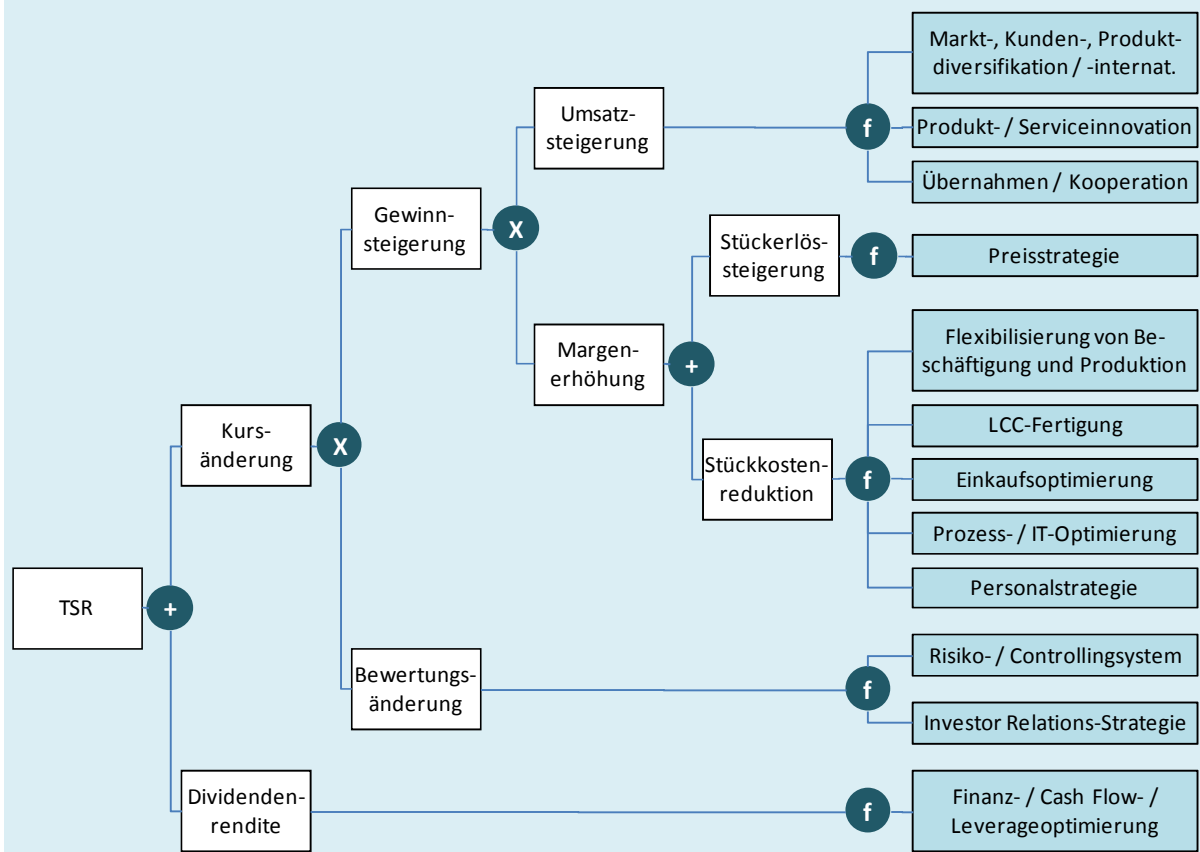 Markt-, Kunden-, Produkt-
diversifikation / -internat.
Umsatz-
steigerung
f
Produkt- / Serviceinnovation
Übernahmen / Kooperation
Gewinn-
steigerung
X
Stückerlös-
steigerung
f
Preisstrategie
Margen-
erhöhung
+
Flexibilisierung von Be-
schäftigung und Produktion
LCC-Fertigung
Kurs-
änderung
X
Stückkosten-
reduktion
f
Einkaufsoptimierung
Prozess- / IT-Optimierung
Personalstrategie
TSR
+
Risiko- / Controllingsystem
Bewertungs-
änderung
f
Investor Relations-Strategie
Dividenden-
rendite
f
Finanz- / Cash Flow- /
Leverageoptimierung